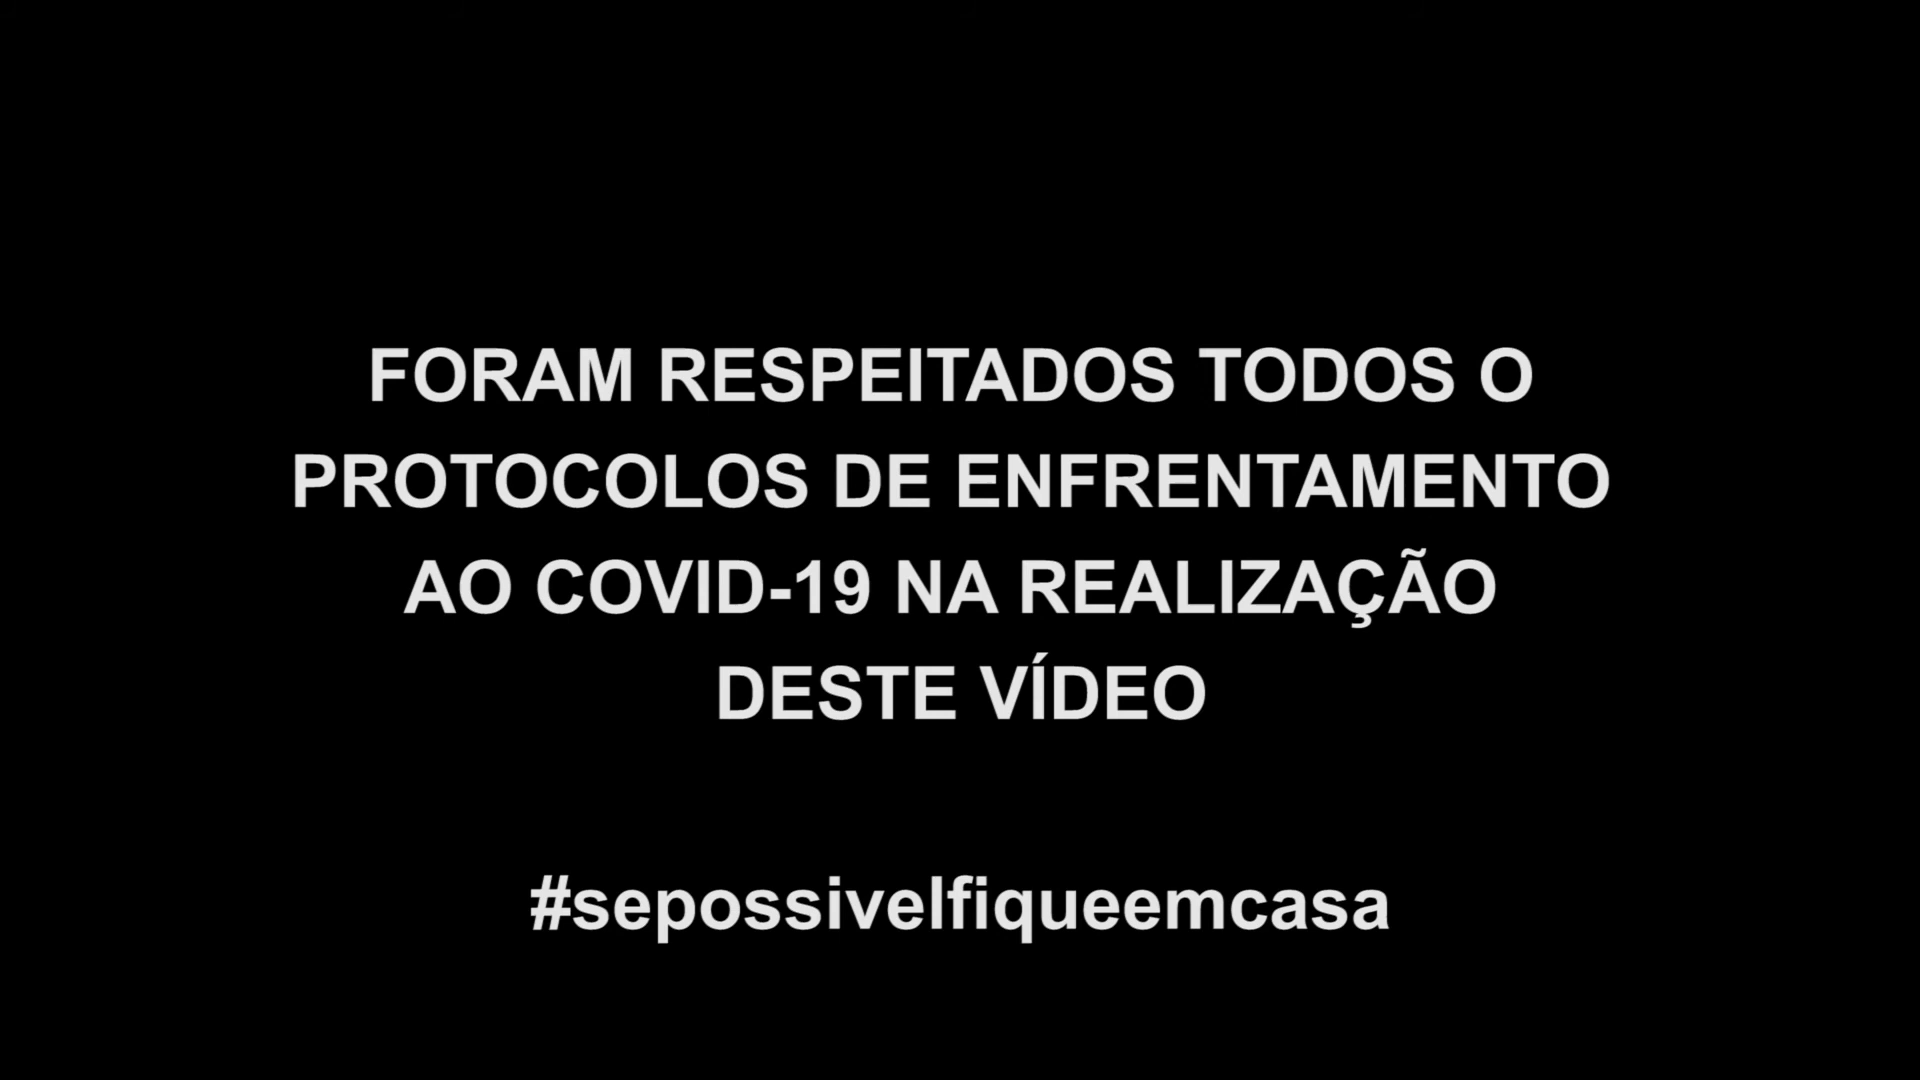 FORAM RESPEITADOS TODOS O
PROTOCOLOS DE ENFRENTAMENTO
AO COVID-19 NA REALIZAÇÃO
DESTE VÍDEO
#sepossivelfiqueemcasa